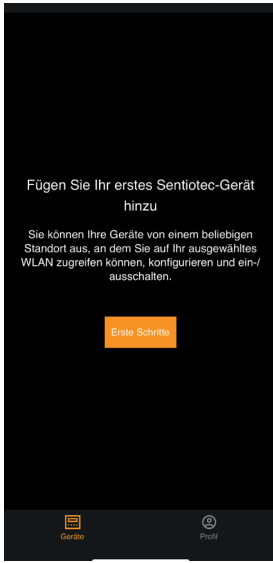 Fügen Sie Ihr erstes Sentiotec-Gerät
hinzu
Sie können Ihre Geräte von einem beliebigen
Standort aus, an dem Sie auf Ihr ausgewähltes
WLAN zugreifen können, konfigurieren und ein-/
ausschalten.
Erste Schritte
Geräte
Profil